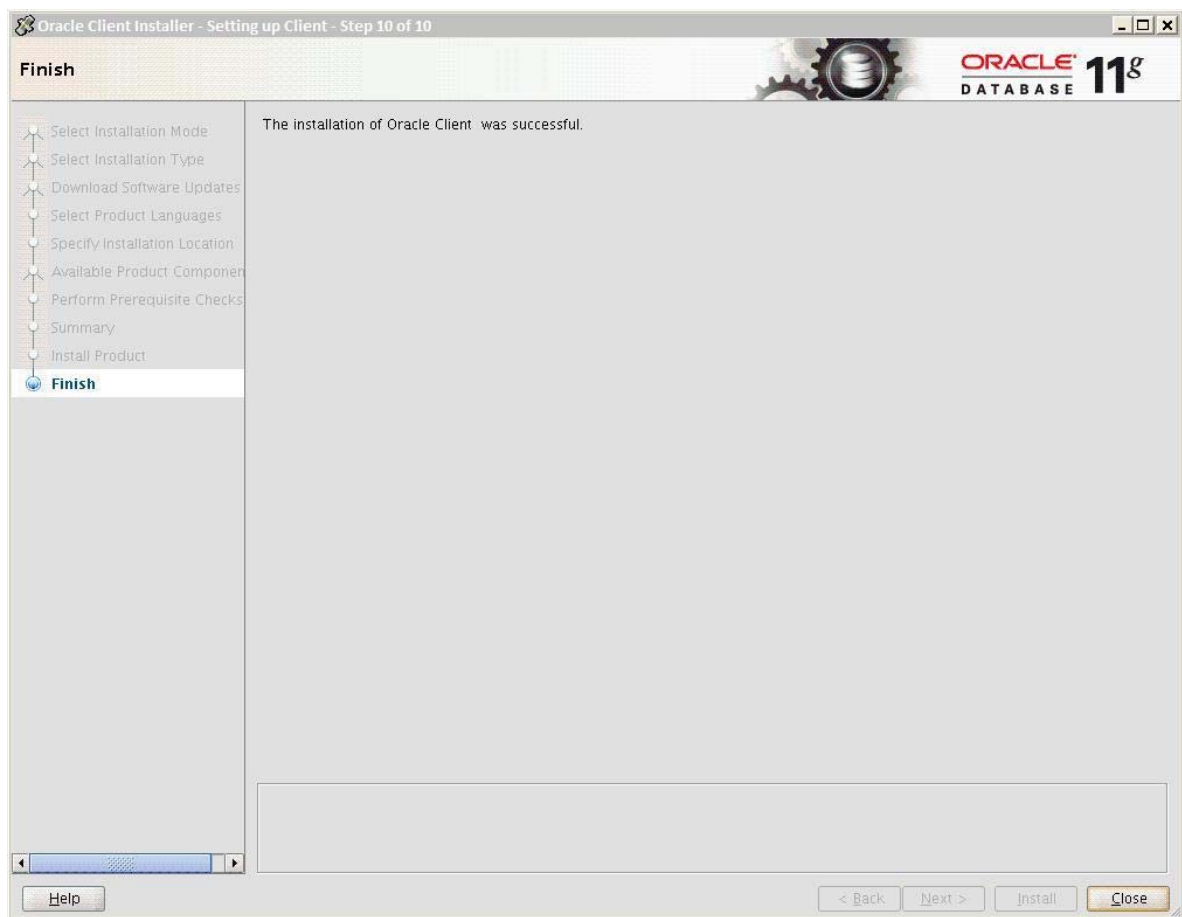 Oracle Client Installer - Setting up Client - Step 10 of 10
Finish
ORACLE
DATABASE
11g
Select Installation Mode
Select Installation Type
Download Software Updates
Select Product Languages
Specify Installation Location
Available Product Componen
Perform Prerequisite Checks
Summary
Install Product
Finish
The installation of Oracle Client was successful.
Help
< Back
Next >
Install
Close